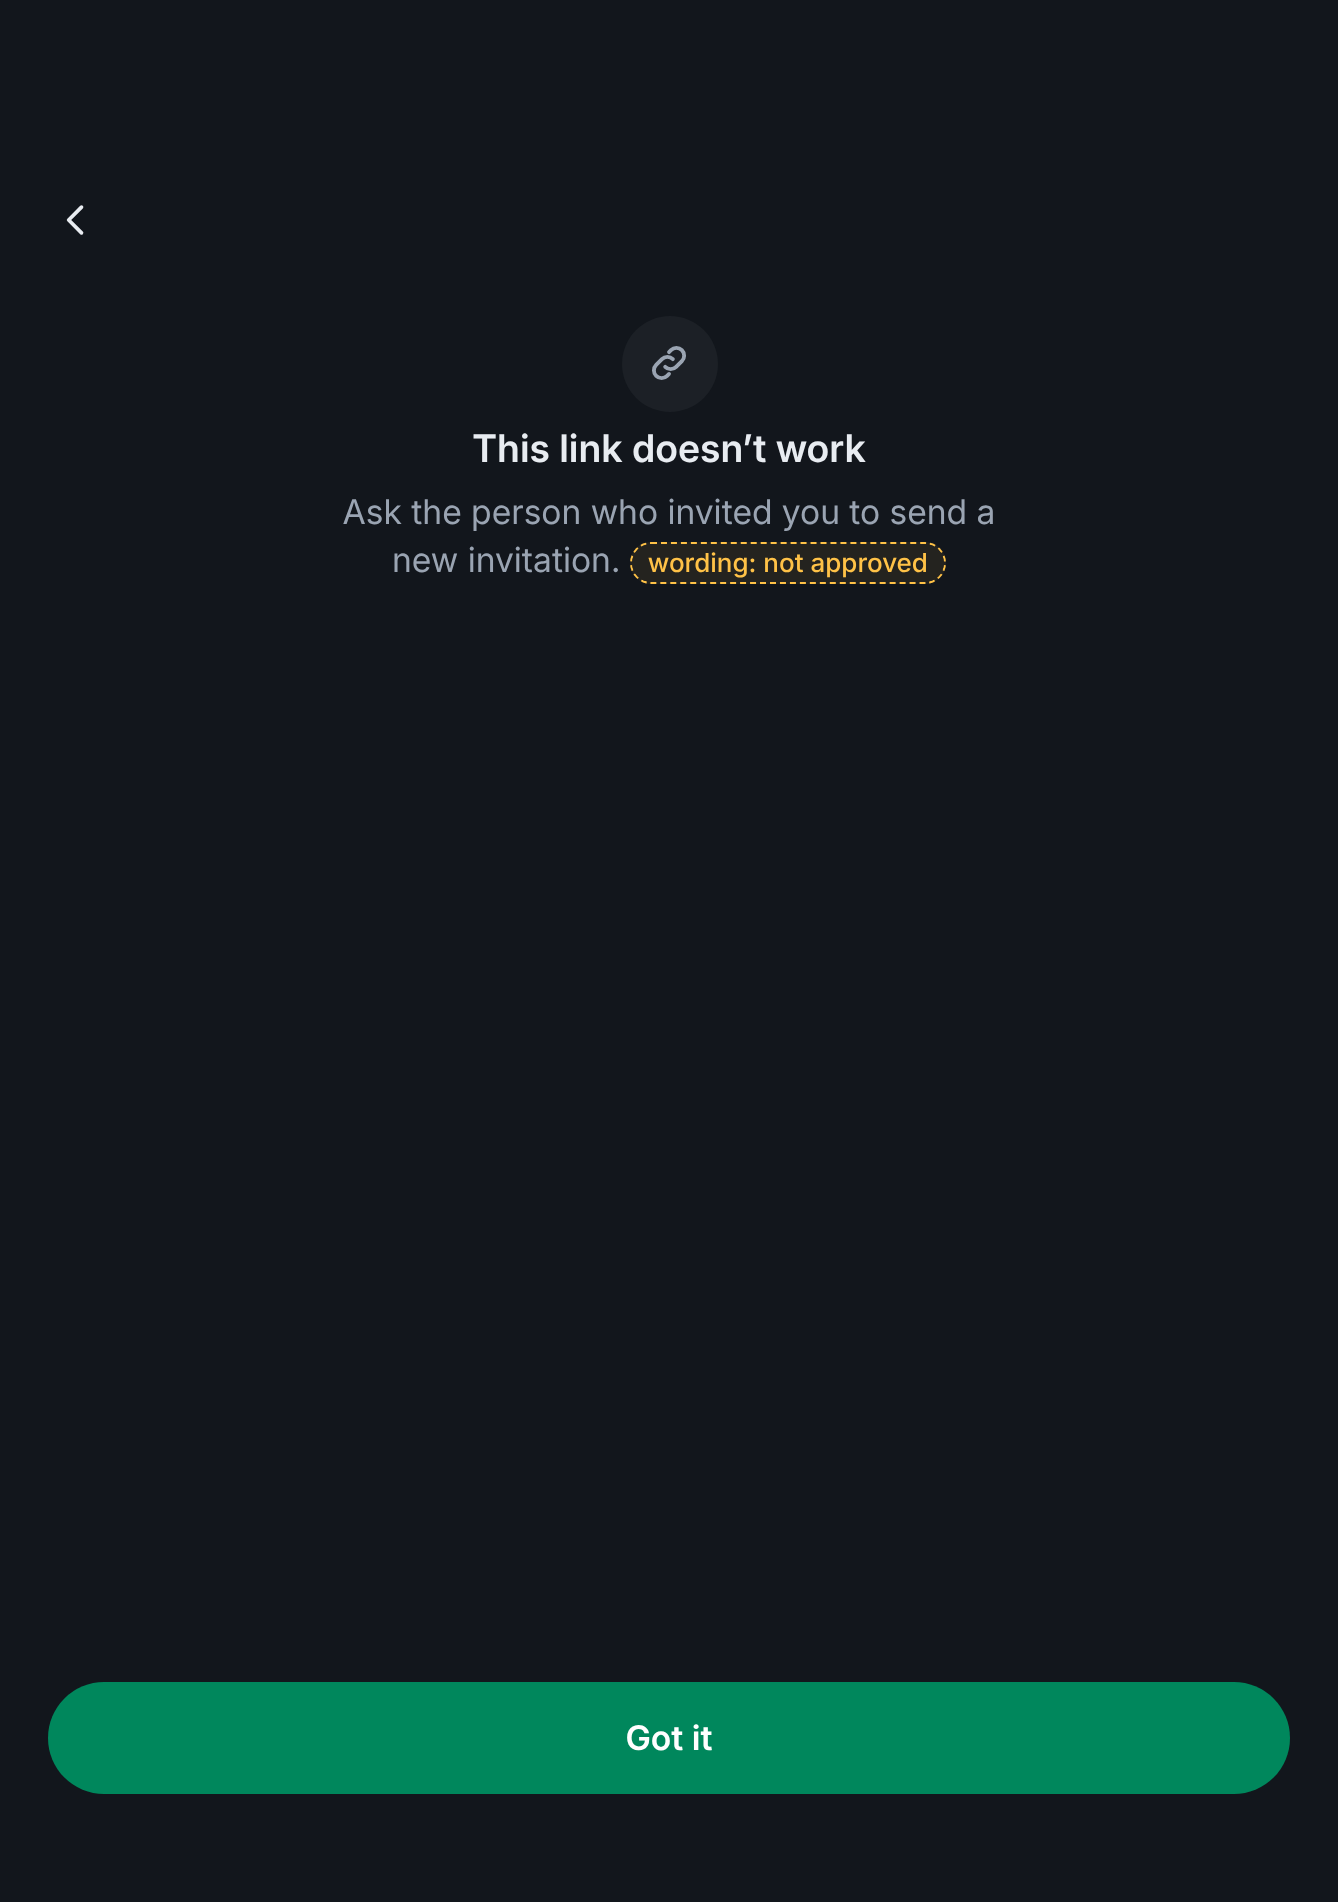 This link doesn’t work
Ask the person who invited you to send a
new invitation. wording: not approved
Got it